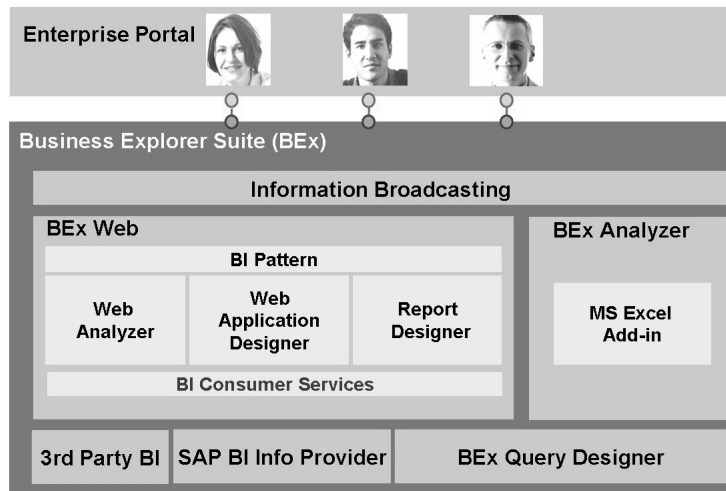 Enterprise Portal
Business Explorer Suite (BEx)
Information Broadcasting
BEx Web
BI Pattern
Web
Analyzer
Web
Application
Designer
Report
Designer
BI Consumer Services
BEx Analyzer
MS Excel
Add-in
3rd Party BI
SAP BI Info Provider
BEx Query Designer